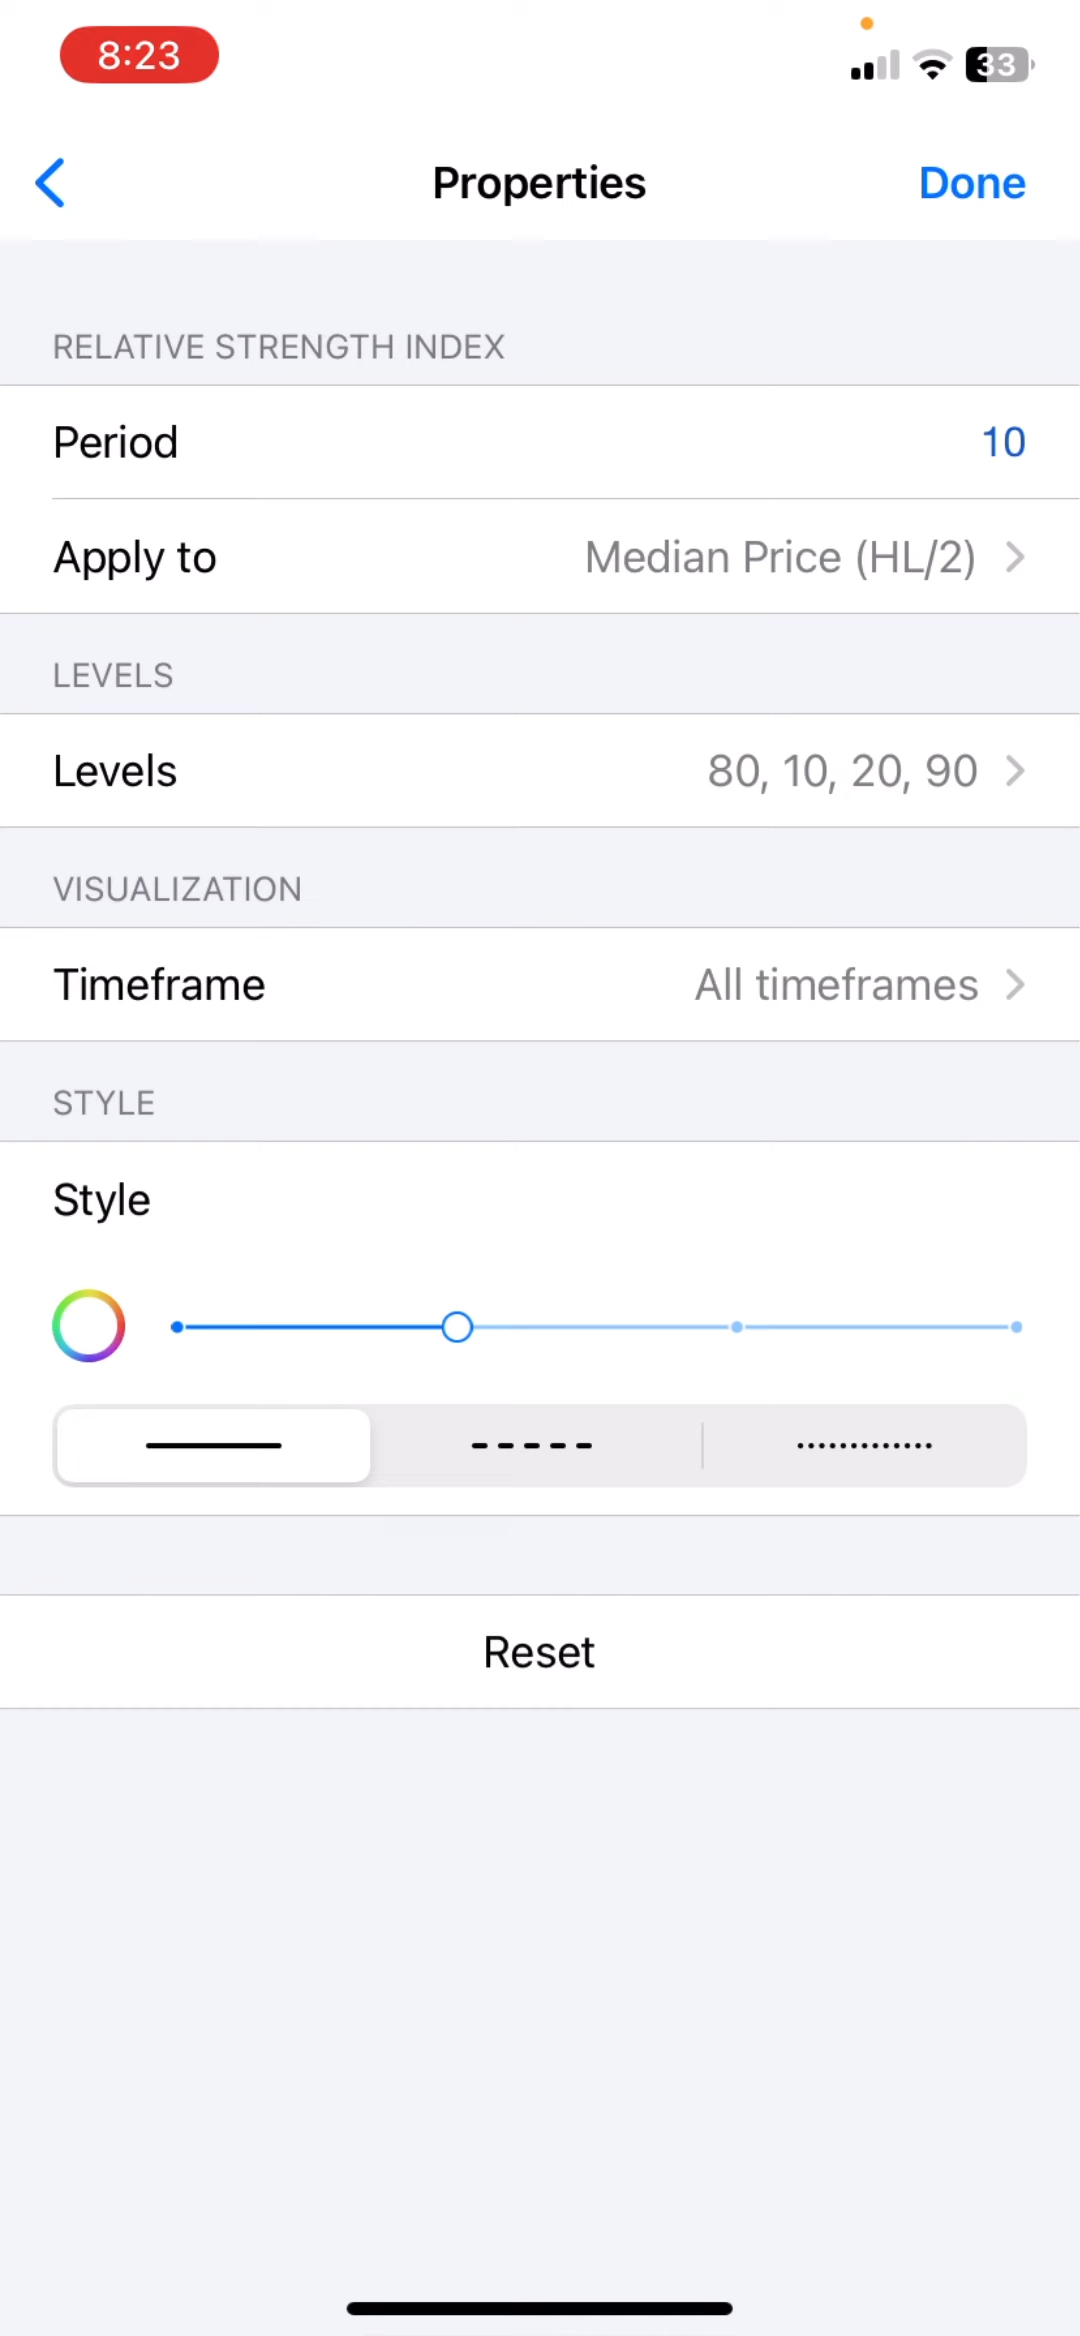 8:23
33
Properties
Done
RELATIVE STRENGTH INDEX
Period 10
Apply to Median Price (HL/2)
LEVELS
Levels 80, 10, 20, 90
VISUALIZATION
Timeframe All timeframes
STYLE
Style
Reset